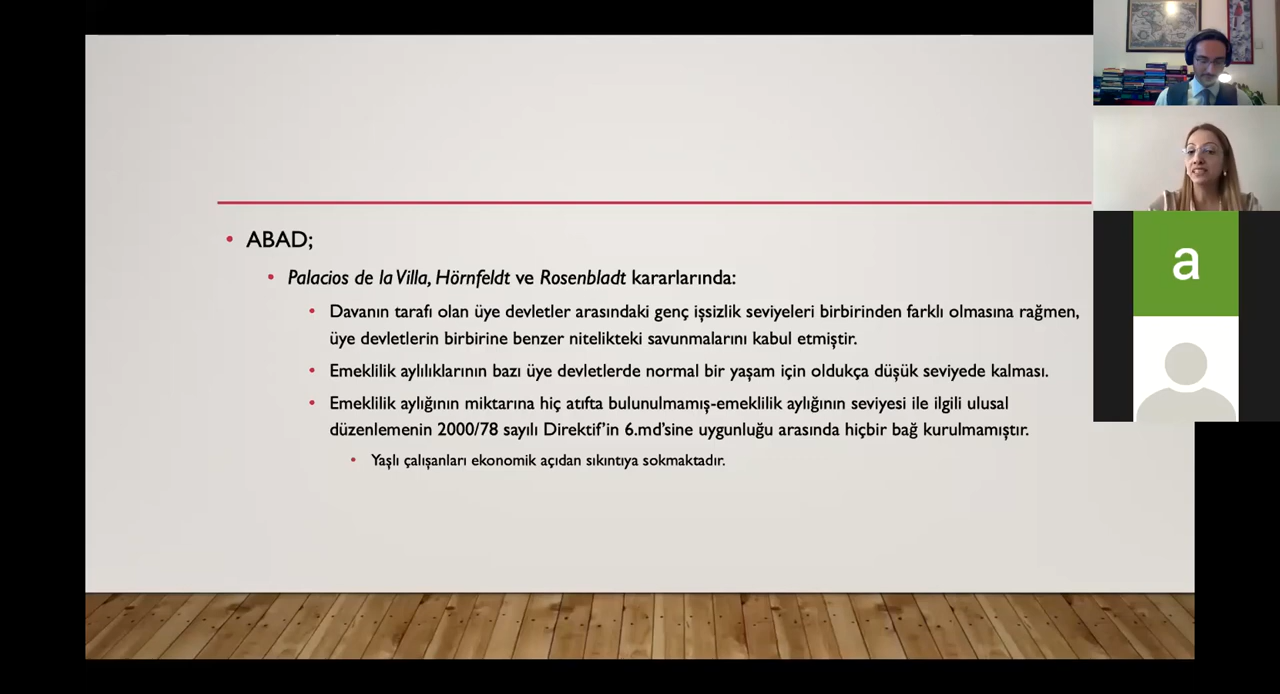 ABAD;
Palacios de la Villa, Hörnfeldt ve Rosenbladt kararlarında:
Davanın tarafı olan üye devletler arasındaki genç işsizlik seviyeleri birbirinden farklı olmasına rağmen,
üye devletlerin birbirine benzer nitelikteki savunmalarını kabul etmiştir.
Emeklilik aylılıklarının bazı üye devletlerde normal bir yaşam için oldukça düşük seviyede kalması.
Emeklilik aylığının miktarına hiç atıfta bulunulmamış-emeklilik aylığının seviyesi ile ilgili ulusal
düzenlemenin 2000/78 sayılı Direktif'in 6.md'sine uygunluğu arasında hiçbir bağ kurulmamıştır.
Yaşlı çalışanları ekonomik açıdan sıkıntıya sokmaktadır.
a